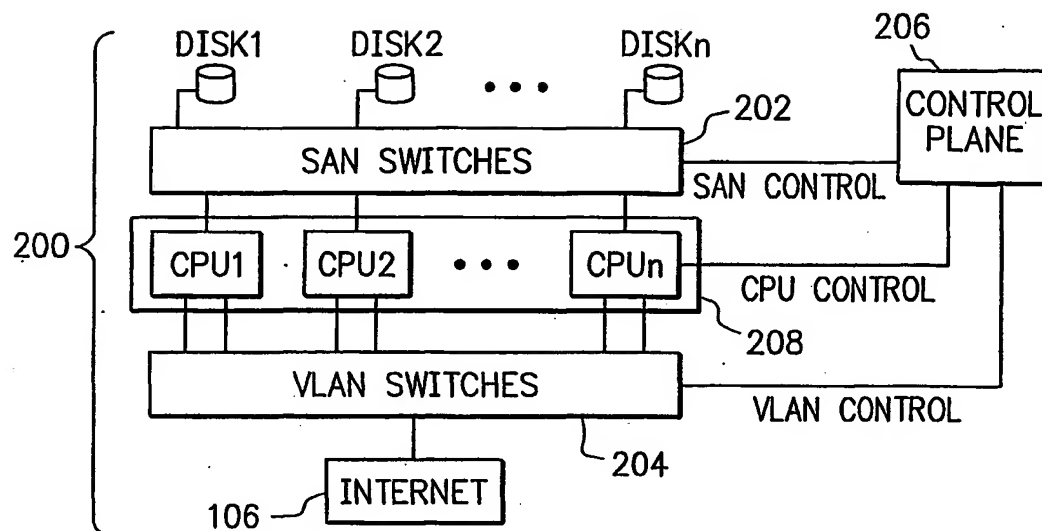 DISK1 DISK2 ••• DISKn
206
CONTROL PLANE
202
SAN SWITCHES
SAN CONTROL
200
CPU1 CPU2 ••• CPUn
CPU CONTROL
208
VLAN SWITCHES
VLAN CONTROL
204
106
INTERNET